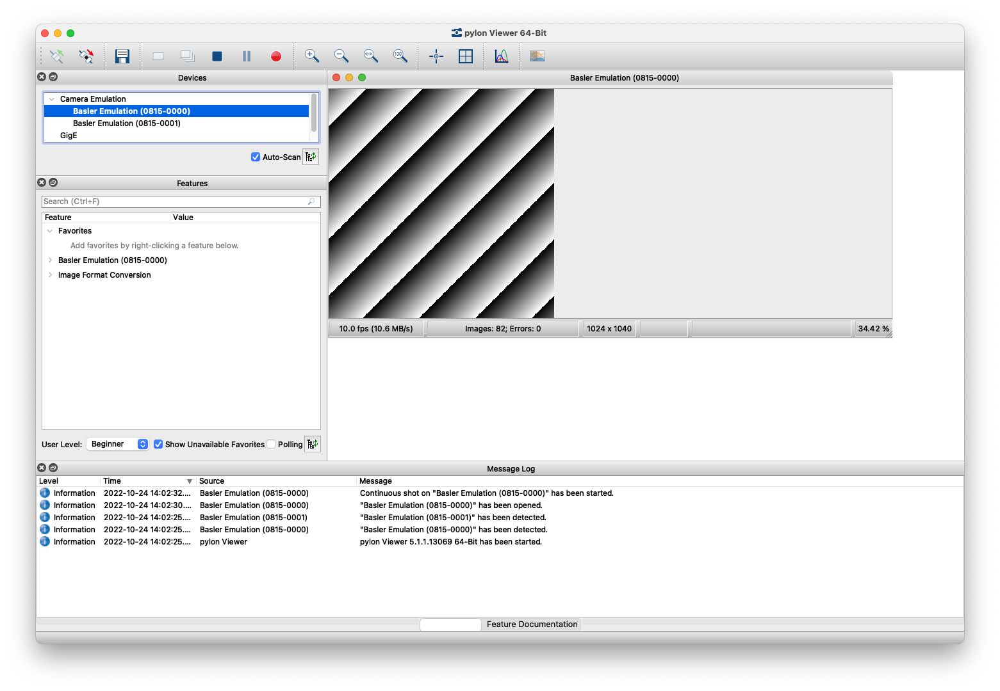 pylon Viewer 64-Bit
100
Devices
Camera Emulation
Basler Emulation (0815-0000)
Basler Emulation (0815-0001)
GigE
Auto-Scan
Features
Search (Ctrl+F)
Feature Value
Favorites
Add favorites by right-clicking a feature below.
Basler Emulation (0815-0000)
Image Format Conversion
User Level: Beginner Show Unavailable Favorites Polling
Basler Emulation (0815-0000)
10.0 fps (10.6 MB/s) Images: 82; Errors: 0 1024 x 1040 34.42 %
Message Log
Level Time Source Message
Information 2022-10-24 14:02:32.... Basler Emulation (0815-0000) Continuous shot on "Basler Emulation (0815-0000)" has been started.
Information 2022-10-24 14:02:30.... Basler Emulation (0815-0000) "Basler Emulation (0815-0000)" has been opened.
Information 2022-10-24 14:02:25.... Basler Emulation (0815-0001) "Basler Emulation (0815-0001)" has been detected.
Information 2022-10-24 14:02:25.... Basler Emulation (0815-0000) "Basler Emulation (0815-0000)" has been detected.
Information 2022-10-24 14:02:25.... pylon Viewer pylon Viewer 5.1.1.13069 64-Bit has been started.
Feature Documentation